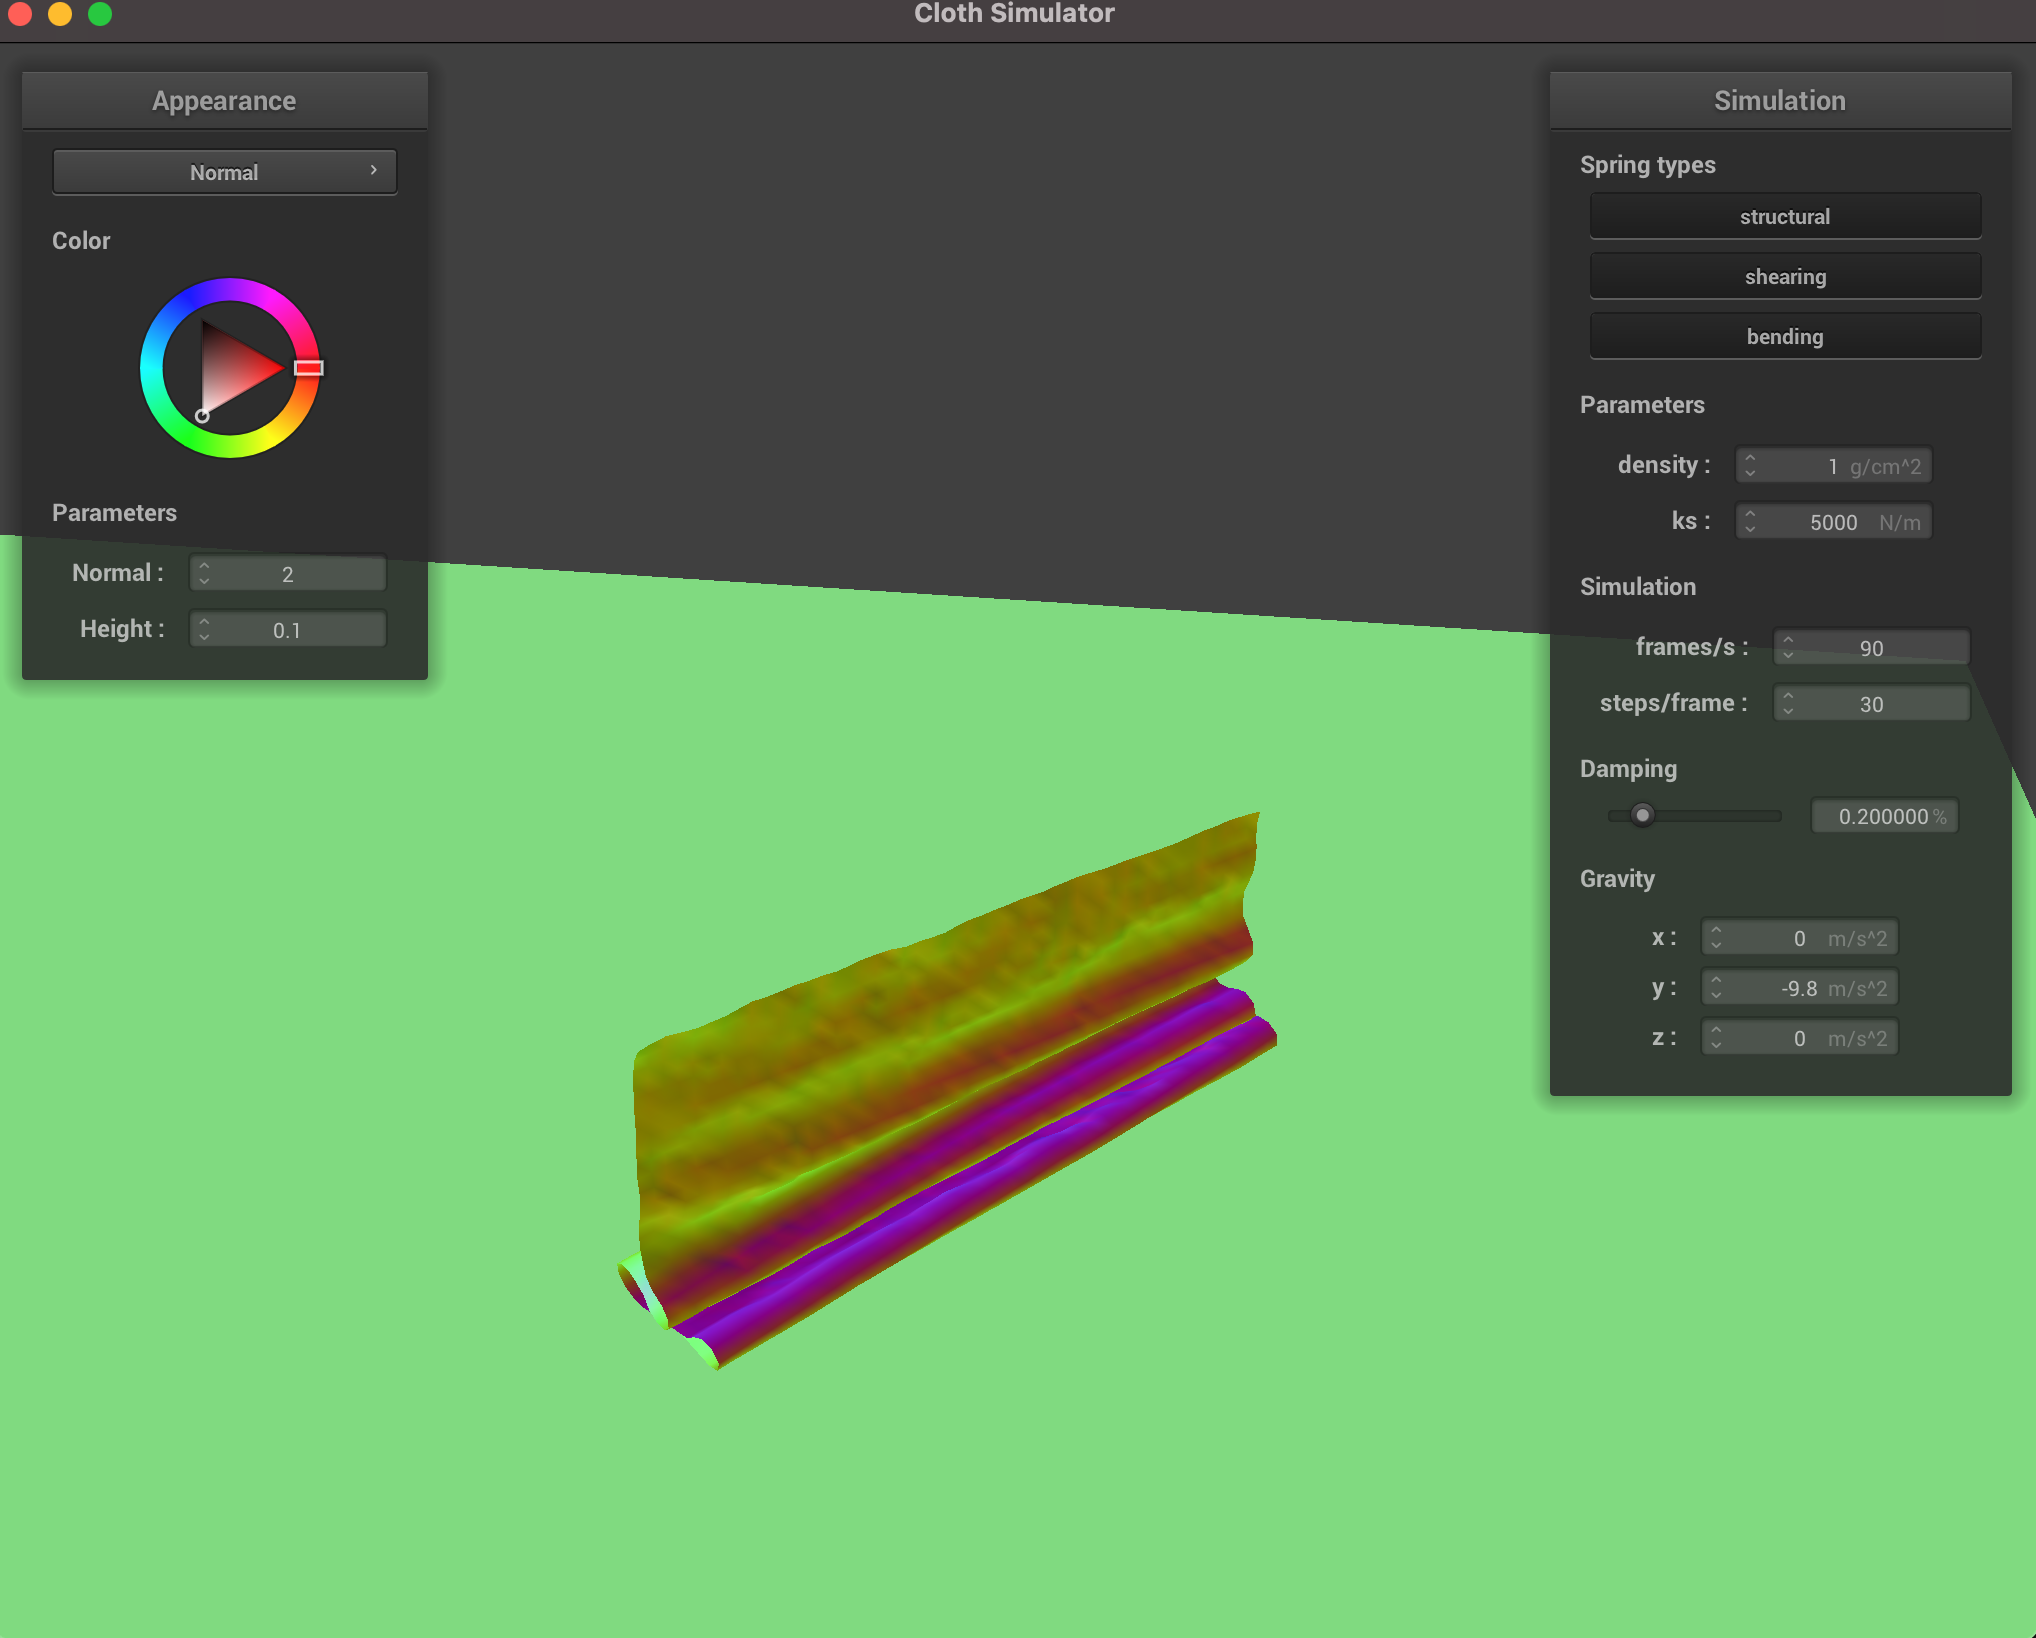 Cloth Simulator
Appearance
Normal
Color
Parameters
Normal : 2
Height : 0.1
Simulation
Spring types
structural
shearing
bending
Parameters
density : 1 g/cm^2
ks : 5000 N/m
Simulation
frames/s : 90
steps/frame : 30
Damping
0.200000 %
Gravity
x : 0 m/s^2
y : -9.8 m/s^2
z : 0 m/s^2